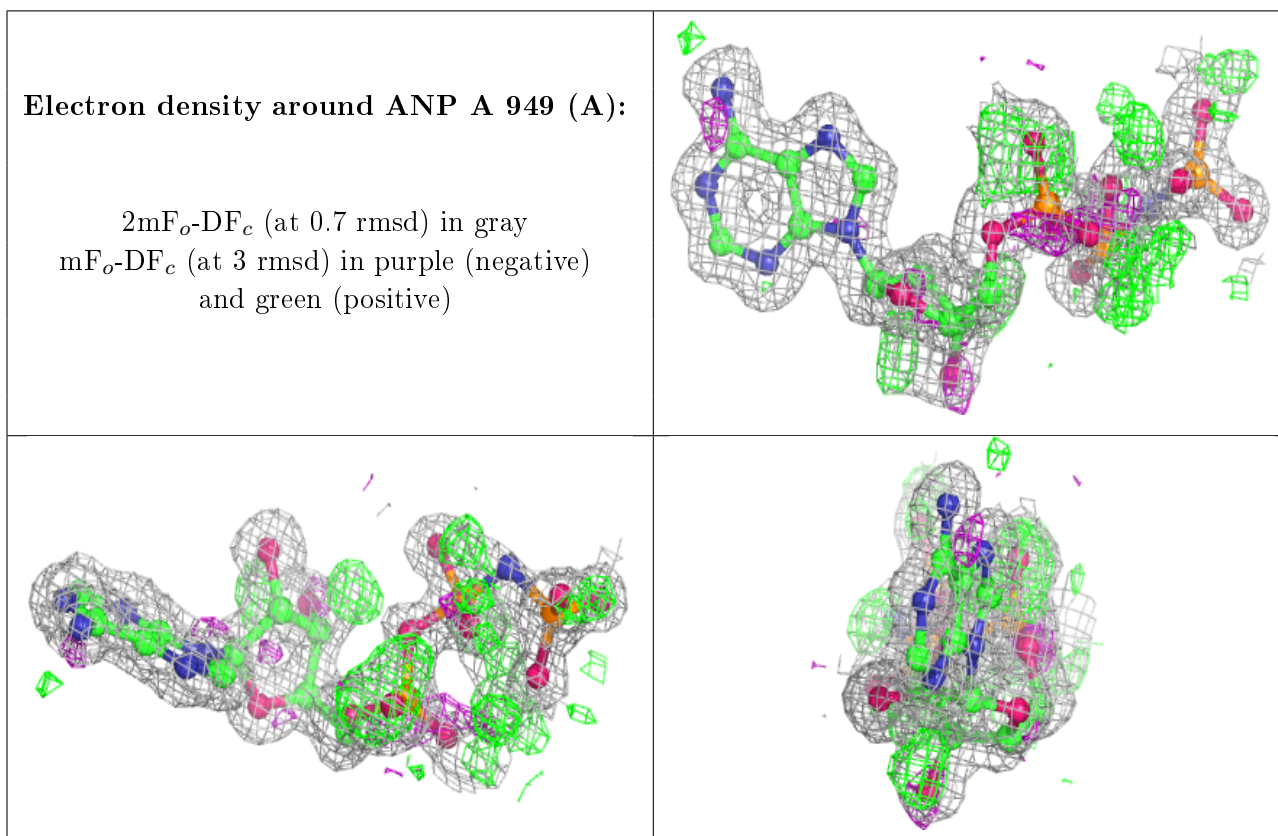 Electron density around ANP A 949 (A):
2mFo-DFc (at 0.7 rmsd) in gray
mFo-DFc (at 3 rmsd) in purple (negative)
and green (positive)